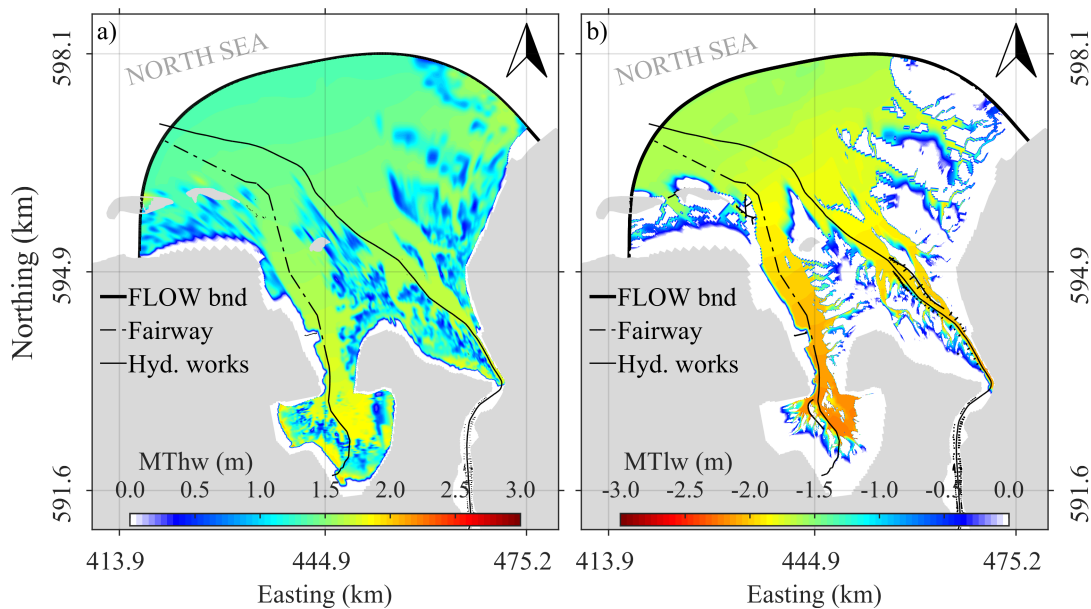 a)
NORTH SEA
FLOW bnd
Fairway
Hyd. works
MThw (m)
0.0 0.5 1.0 1.5 2.0 2.5 3.0
b)
NORTH SEA
FLOW bnd
Fairway
Hyd. works
MTlw (m)
-3.0 -2.5 -2.0 -1.5 -1.0 -0.5 0.0
598.1
594.9
591.6
Northing (km)
598.1
594.9
591.6
413.9 444.9 475.2
413.9 444.9 475.2
Easting (km)
Easting (km)